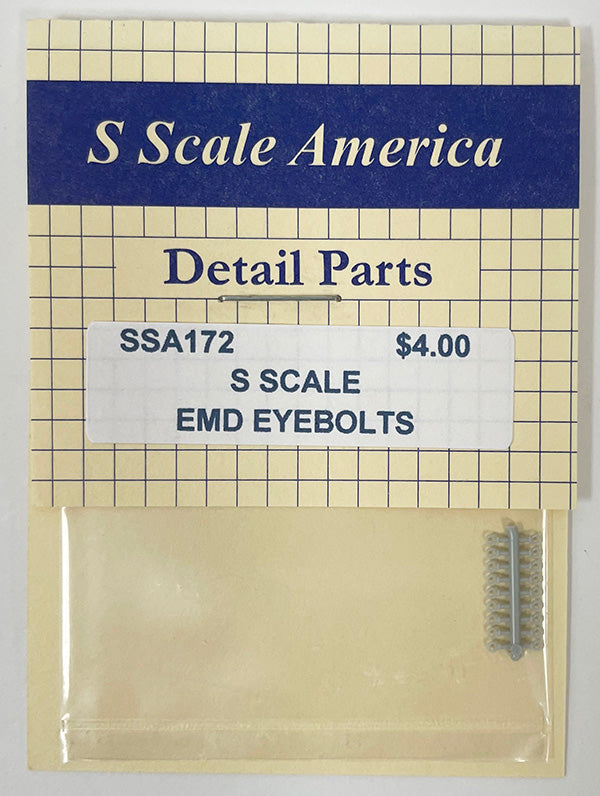 S Scale America
Detail Parts
SSA172 $4.00
S SCALE
EMD EYEBOLTS